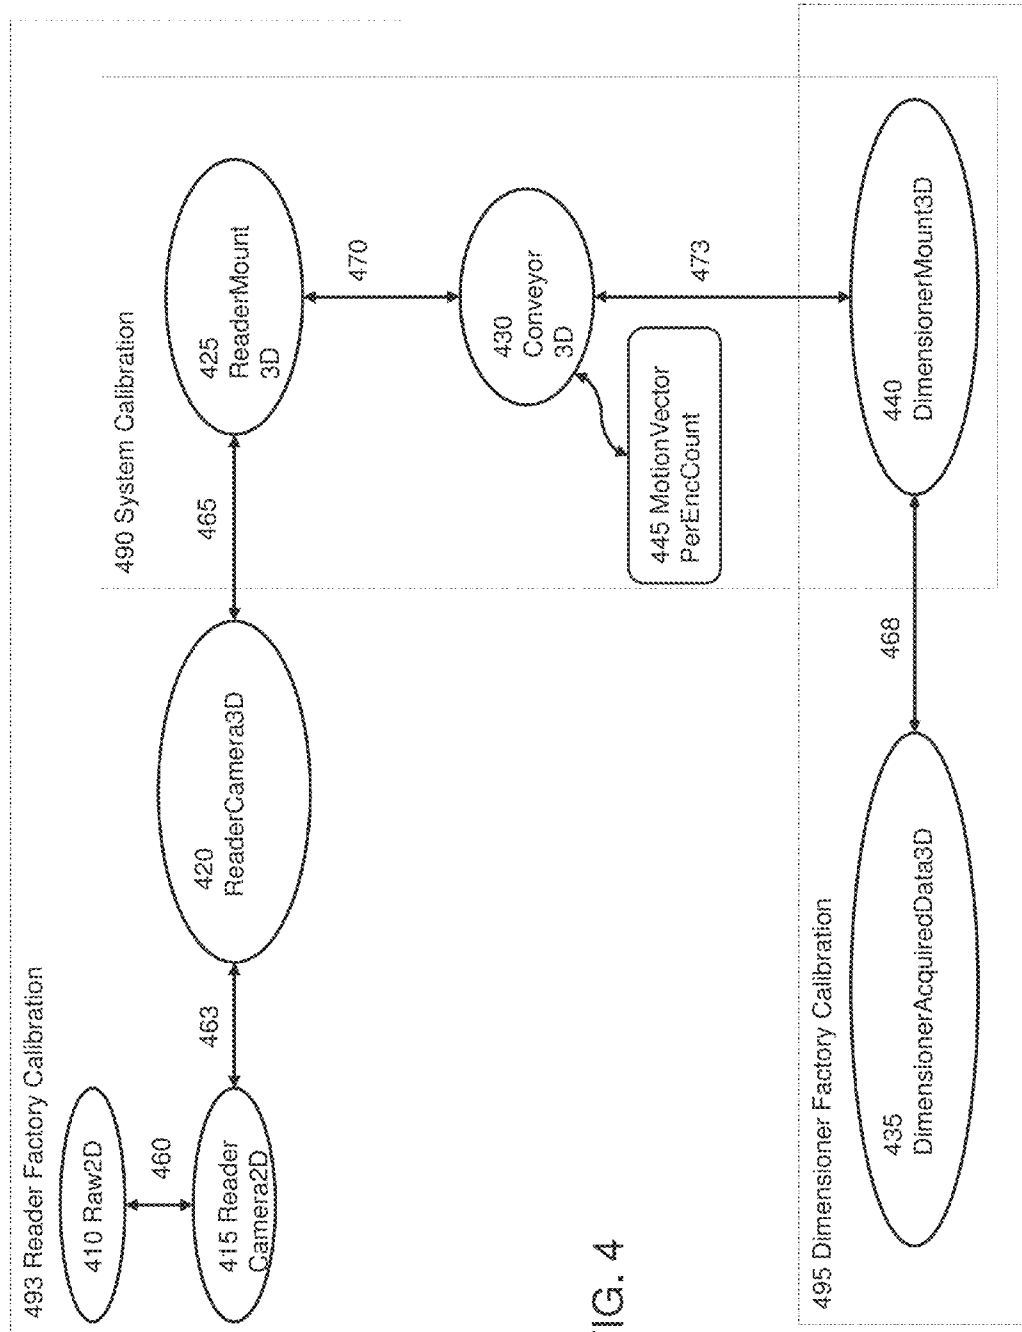 493 Reader Factory Calibration
410 Raw2D
460
415 Reader
Camera2D
463
420
ReaderCamera3D
465
490 System Calibration
425
ReaderMount
3D
470
430
Conveyor
3D
445 MotionVector
PerEncCount
473
440
DimensionerMount3D
468
495 Dimensioner Factory Calibration
435
DimensionerAcquiredData3D
IG. 4